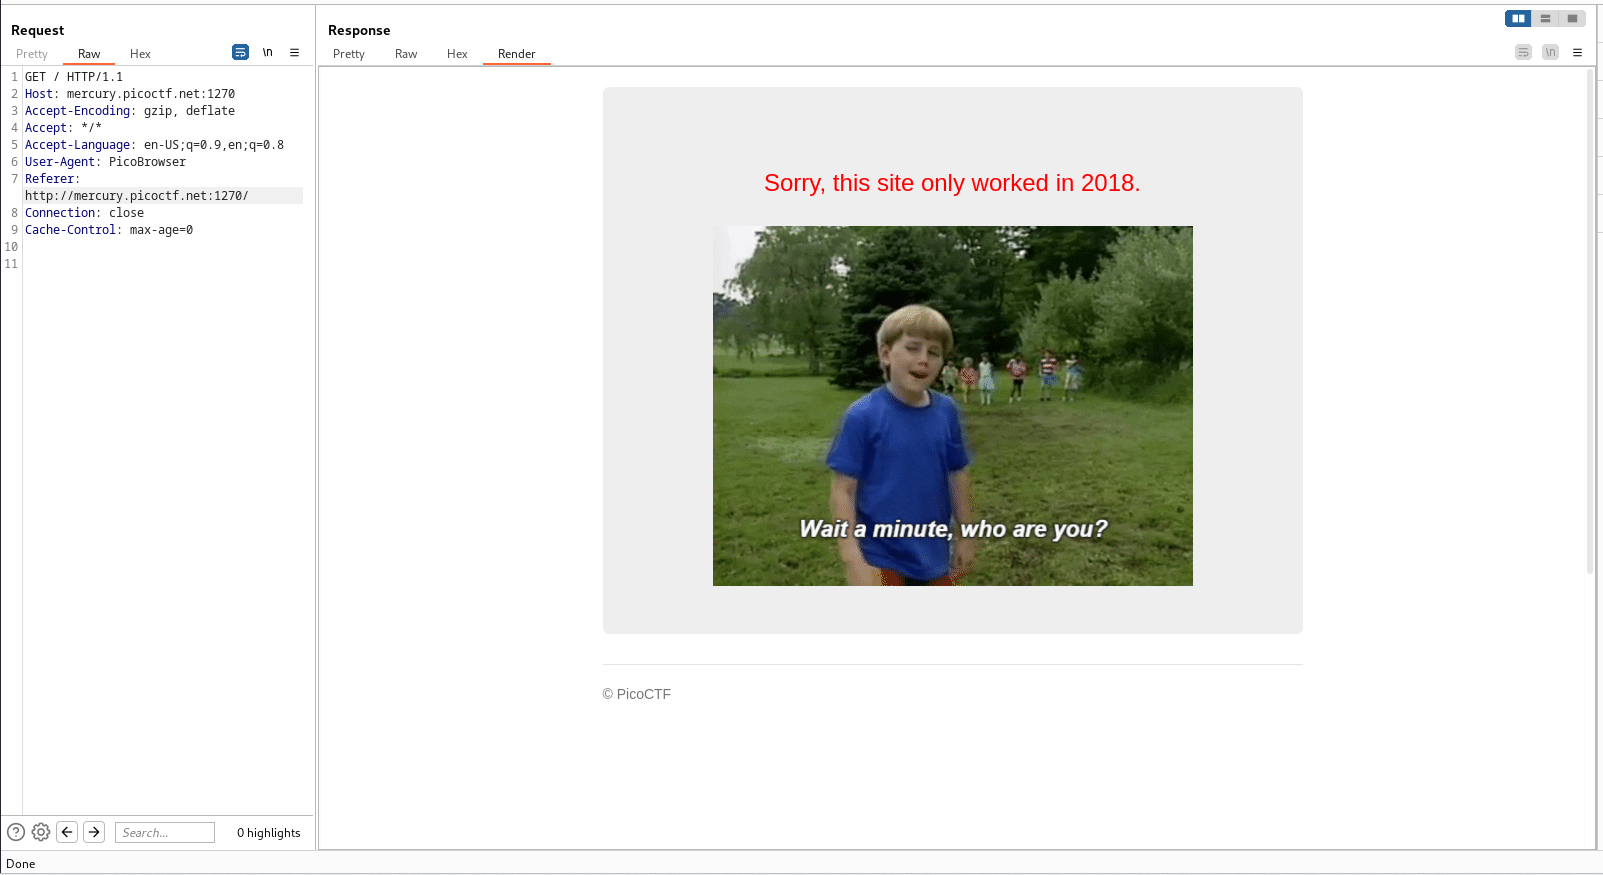 Request
Pretty Raw Hex \n
1 GET / HTTP/1.1
2 Host: mercury.picoctf.net:1270
3 Accept-Encoding: gzip, deflate
4 Accept: */*
5 Accept-Language: en-US;q=0.9,en;q=0.8
6 User-Agent: PicoBrowser
7 Referer:
http://mercury.picoctf.net:1270/
8 Connection: close
9 Cache-Control: max-age=0
10
11
Search...
0 highlights
Done
Response
Pretty Raw Hex Render \n
Sorry, this site only worked in 2018.
Wait a minute, who are you?
© PicoCTF